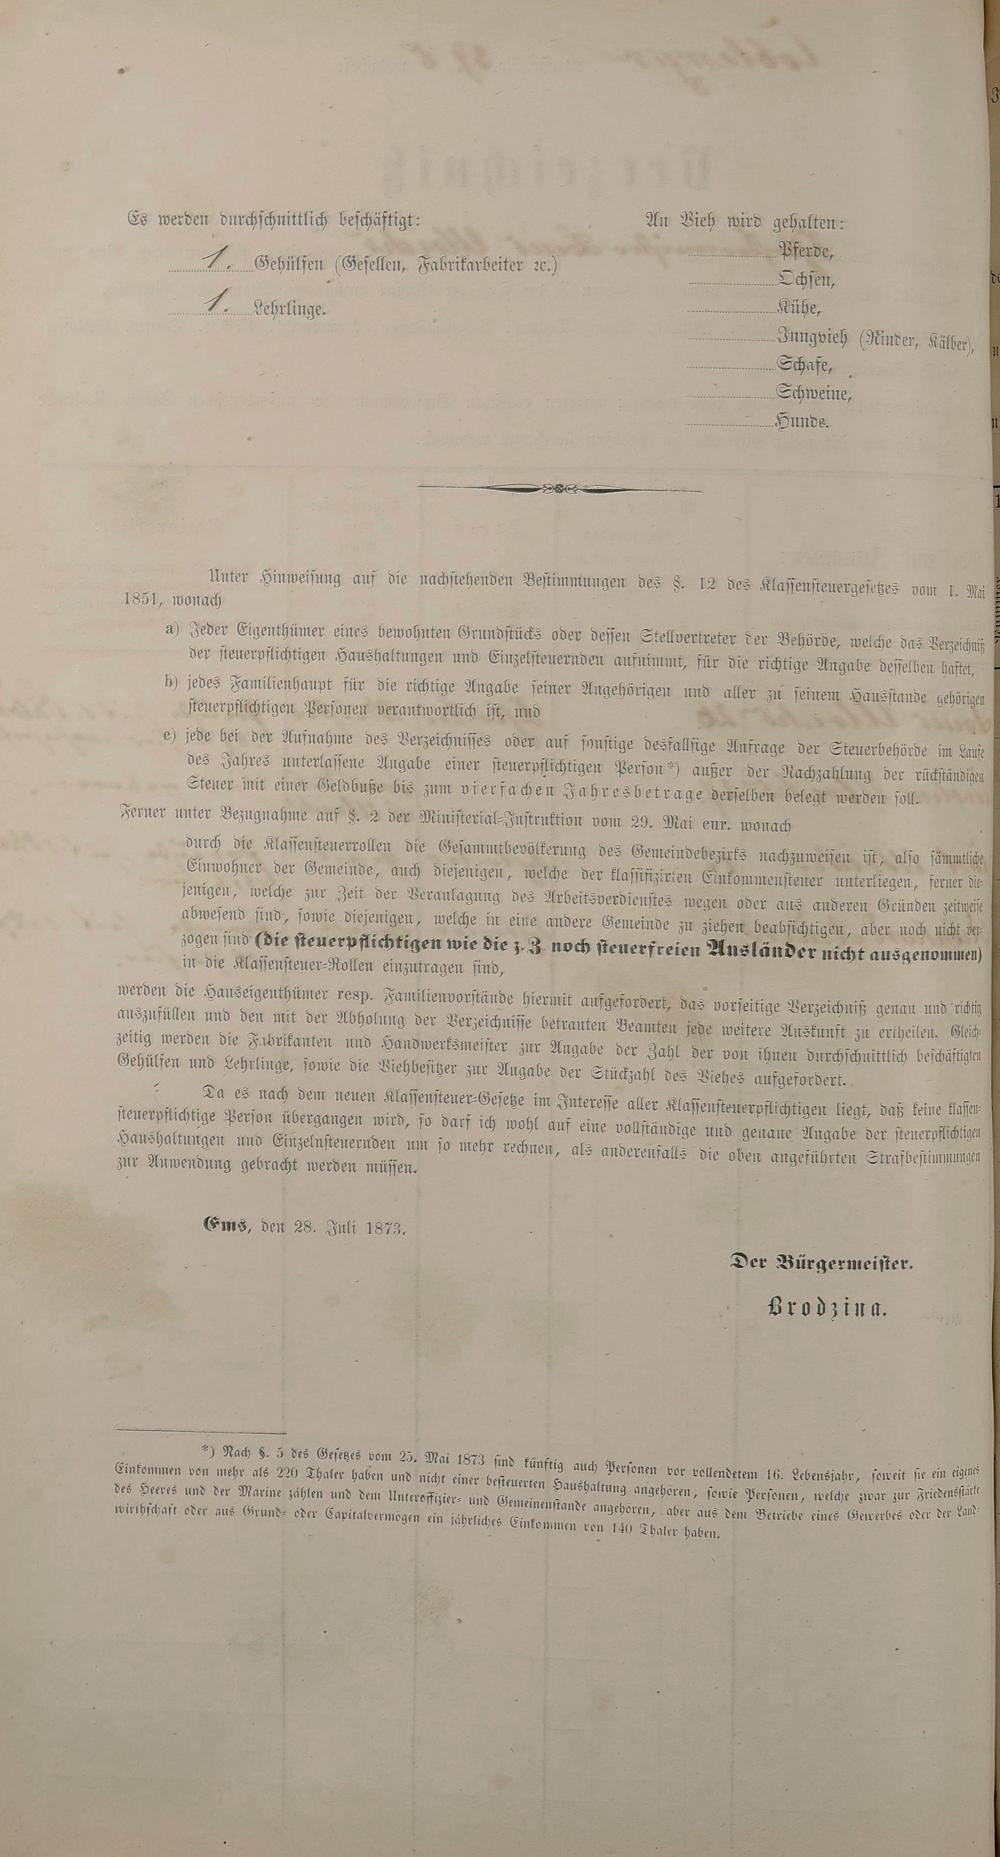 Es werden durchschnittlich beschäftigt:
1. Gehülfen (Gesellen, Fabrikarbeiter ꝛc.)
1. Lehrlinge.
An Vieh wird gehalten:
Pferde,
Ochsen,
Kühe,
Jungvieh (Rinder, Kälber),
Schafe,
Schweine,
Hunde.
Unter Hinweisung auf die nachstehenden Bestimmungen des §. 12 des Klassensteuergesetzes vom 1. Mai
1851, wonach
a) Jeder Eigenthümer eines bewohnten Grundstücks oder dessen Stellvertreter der Behörde, welche das Verzeichniß
der steuerpflichtigen Haushaltungen und Einzelsteuernden aufnimmt, für die richtige Angabe desselben haftet,
b) jedes Familienhaupt für die richtige Angabe seiner Angehörigen und aller zu seinem Hausstande gehörigen
steuerpflichtigen Personen verantwortlich ist, und
c) jede bei der Aufnahme des Verzeichnisses oder auf sonstige desfallsige Anfrage der Steuerbehörde im Laufe
des Jahres unterlassene Angabe einer steuerpflichtigen Person*) außer der Nachzahlung der rückständigen
Steuer mit einer Geldbuße bis zum vierfachen Jahresbetrage derselben belegt werden soll.
Ferner unter Bezugnahme auf §. 2 der Ministerial-Instruktion vom 29. Mai cur. wonach
durch die Klassensteuerrollen die Gesammtbevölkerung des Gemeindebezirks nachzuweisen ist, also sämmtliche
Einwohner der Gemeinde, auch diejenigen, welche der klassifizirten Einkommensteuer unterliegen, ferner die-
jenigen, welche zur Zeit der Veranlagung des Arbeitsverdienstes wegen oder aus anderen Gründen zeitweise
abwesend sind, sowie diejenigen, welche in eine andere Gemeinde zu ziehen beabsichtigen, aber noch nicht ver-
zogen sind (die steuerpflichtigen wie die z. Z. noch steuerfreien Ausländer nicht ausgenommen)
in die Klassensteuer-Rollen einzutragen sind,
werden die Hauseigenthümer resp. Familienvorstände hiermit aufgefordert, das vorseitige Verzeichniß genau und richtig
auszufüllen und den mit der Abholung der Verzeichnisse betrauten Beamten jede weitere Auskunft zu ertheilen. Gleich-
zeitig werden die Fabrikanten und Handwerksmeister zur Angabe der Zahl der von ihnen durchschnittlich beschäftigten
Gehülfen und Lehrlinge, sowie die Viehbesitzer zur Angabe der Stückzahl des Viehes aufgefordert.
Da es nach dem neuen Klassensteuer-Gesetze im Interesse aller Klassensteuerpflichtigen liegt, daß keine klassen-
steuerpflichtige Person übergangen wird, so darf ich wohl auf eine vollständige und genaue Angabe der steuerpflichtigen
Haushaltungen und Einzelnsteuernden um so mehr rechnen, als anderenfalls die oben angeführten Strafbestimmungen
zur Anwendung gebracht werden müssen.
Ems, den 28. Juli 1873.
Der Bürgermeister.
Brodzina.
*) Nach §. 5 des Gesetzes vom 25. Mai 1873 sind künftig auch Personen vor vollendetem 16. Lebensjahr, soweit sie ein eigenes
Einkommen von mehr als 220 Thaler haben und nicht einer besteuerten Haushaltung angehören, sowie Personen, welche zwar zur Friedensstärke
des Heeres und der Marine zählen und dem Unteroffizier- und Gemeinenstande angehören, aber aus dem Betriebe eines Gewerbes oder der Land-
wirthschaft oder aus Grund- oder Capitalvermögen ein jährliches Einkommen von 140 Thaler haben.